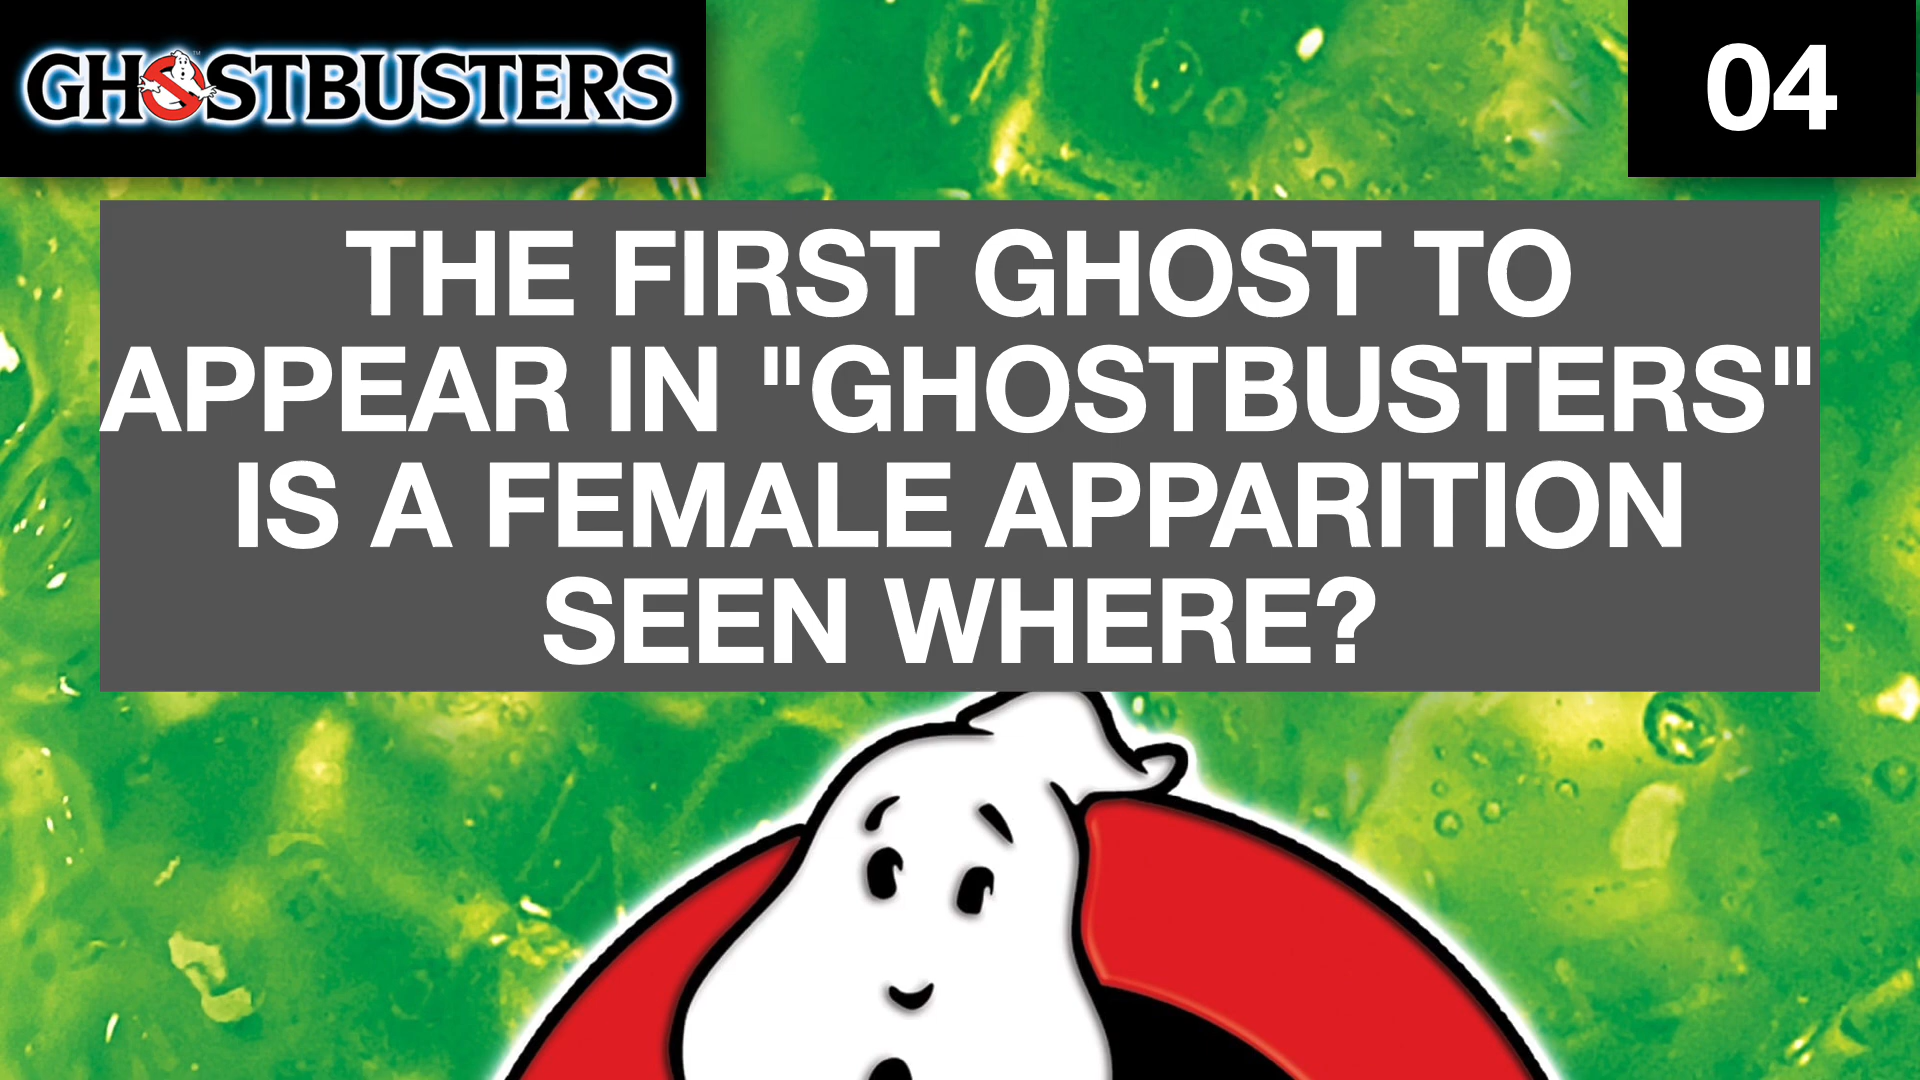 GHOSTBUSTERS
04
THE FIRST GHOST TO
APPEAR IN "GHOSTBUSTERS"
IS A FEMALE APPARITION
SEEN WHERE?